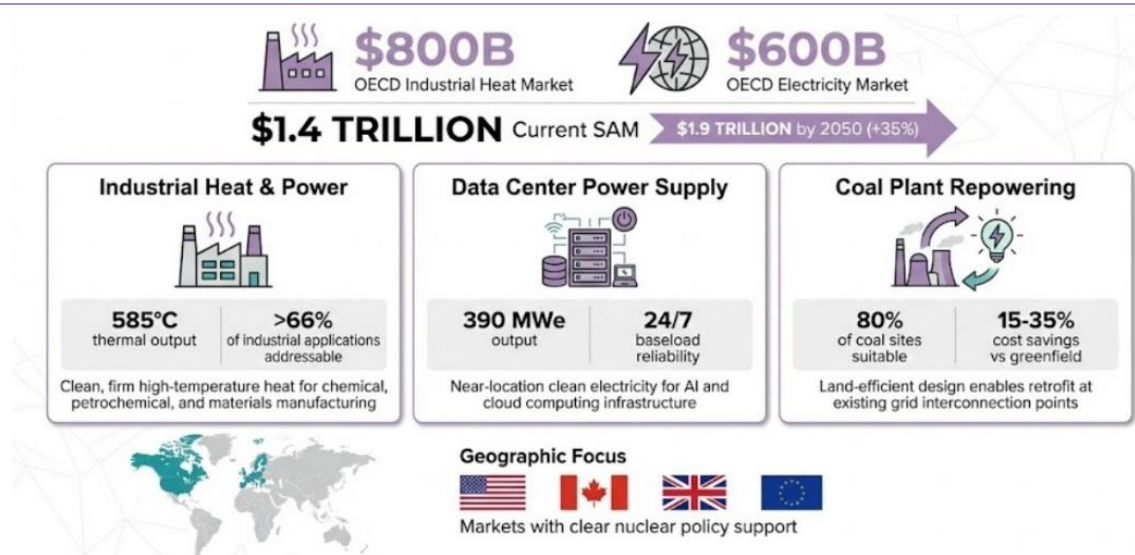 $800B
OECD Industrial Heat Market
$600B
OECD Electricity Market
$1.4 TRILLION Current SAM
$1.9 TRILLION by 2050 (+35%)
Industrial Heat & Power
585°C
thermal output
>66%
of industrial applications
addressable
Clean, firm high-temperature heat for chemical,
petrochemical, and materials manufacturing
Data Center Power Supply
390 MWe
output
24/7
baseload
reliability
Near-location clean electricity for AI and
cloud computing infrastructure
Coal Plant Repowering
80%
of coal sites
suitable
15-35%
cost savings
vs greenfield
Land-efficient design enables retrofit at
existing grid interconnection points
Geographic Focus
Markets with clear nuclear policy support